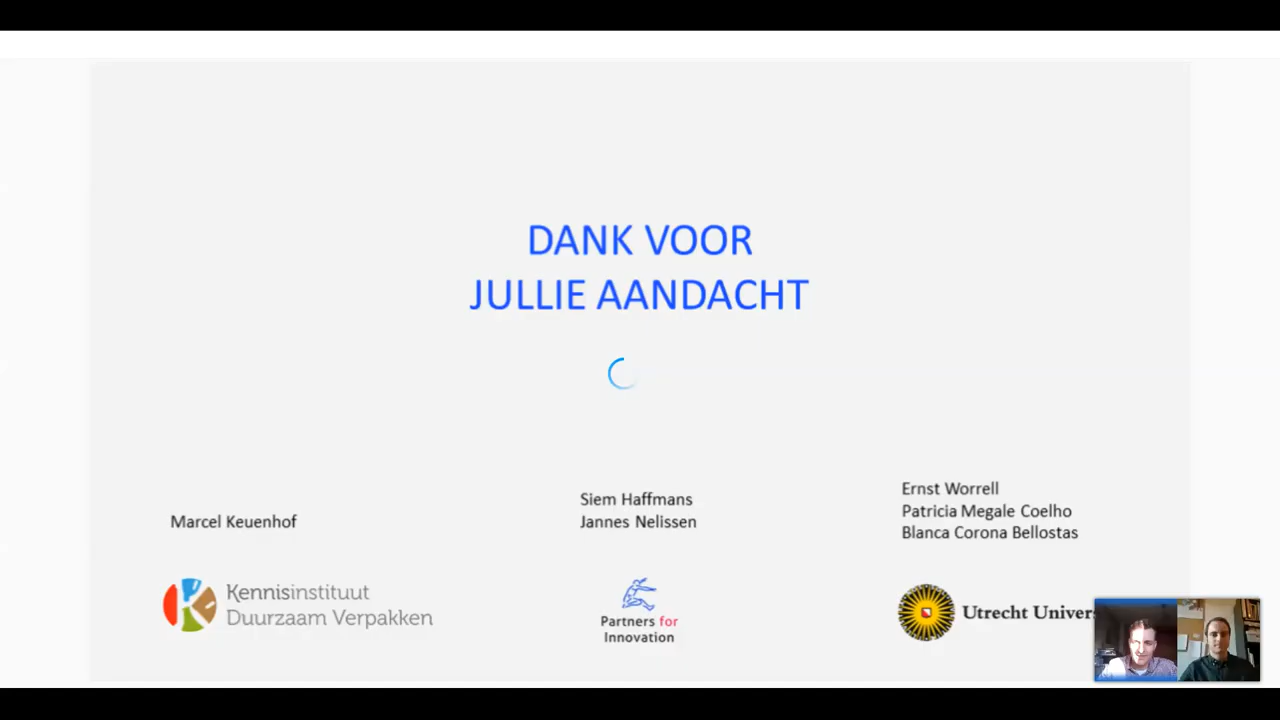 DANK VOOR
JULLIE AANDACHT
Marcel Keuenhof
Kennisinstituut
Duurzaam Verpakken
Siem Haffmans
Jannes Nelissen
Partners for
Innovation
Ernst Worrell
Patricia Megale Coelho
Blanca Corona Bellostas
Utrecht Univers